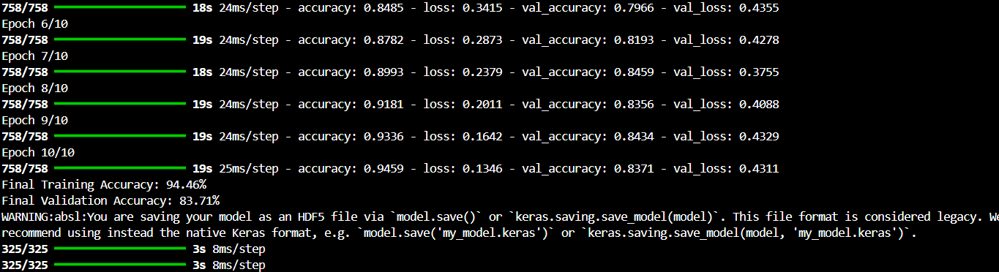 758/758 18s 24ms/step - accuracy: 0.8485 - loss: 0.3415 - val_accuracy: 0.7966 - val_loss: 0.4355
Epoch 6/10
758/758 19s 24ms/step - accuracy: 0.8782 - loss: 0.2873 - val_accuracy: 0.8193 - val_loss: 0.4278
Epoch 7/10
758/758 18s 24ms/step - accuracy: 0.8993 - loss: 0.2379 - val_accuracy: 0.8459 - val_loss: 0.3755
Epoch 8/10
758/758 19s 24ms/step - accuracy: 0.9181 - loss: 0.2011 - val_accuracy: 0.8356 - val_loss: 0.4088
Epoch 9/10
758/758 19s 24ms/step - accuracy: 0.9336 - loss: 0.1642 - val_accuracy: 0.8434 - val_loss: 0.4329
Epoch 10/10
758/758 19s 25ms/step - accuracy: 0.9459 - loss: 0.1346 - val_accuracy: 0.8371 - val_loss: 0.4311
Final Training Accuracy: 94.46%
Final Validation Accuracy: 83.71%
WARNING:absl:You are saving your model as an HDF5 file via `model.save()` or `keras.saving.save_model(model)`. This file format is considered legacy. We
recommend using instead the native Keras format, e.g. `model.save('my_model.keras')` or `keras.saving.save_model(model, 'my_model.keras')`.
325/325 3s 8ms/step
325/325 3s 8ms/step